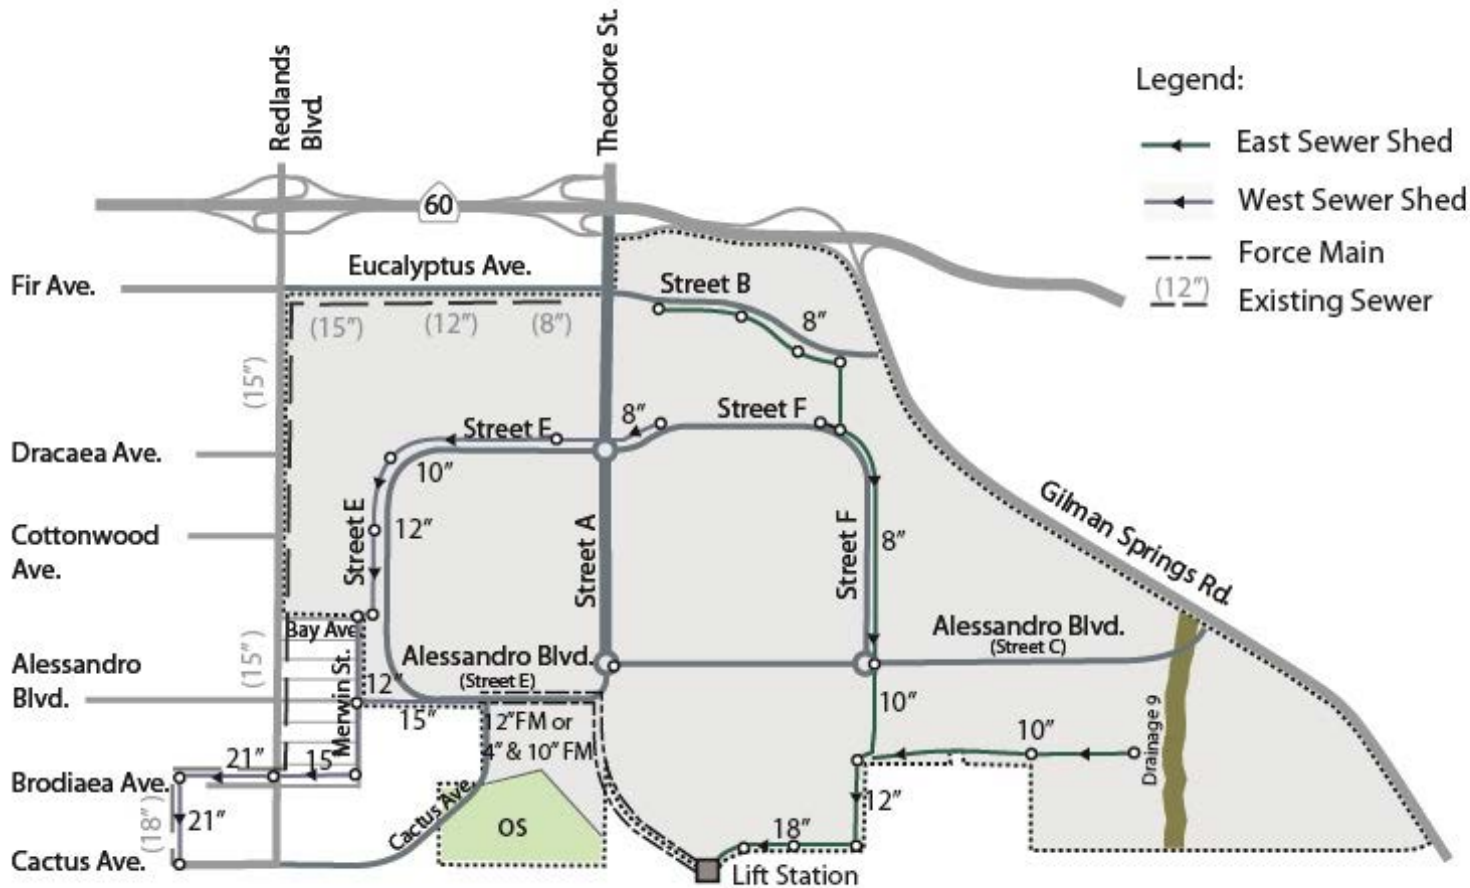 Redlands
Blvd.
Theodore St.
Legend:
East Sewer Shed
West Sewer Shed
Force Main
(12")
Existing Sewer
60
Fir Ave.
Eucalyptus Ave.
Street B
8"
(15")
(12")
(8")
(15")
Street E
8"
Street F
Dracaea Ave.
10"
Cottonwood
Ave.
Street E
12"
Street A
Street F
8"
Gilman Springs Rd.
Bay Ave
Alessandro Blvd.
(Street C)
Alessandro
Blvd.
(15")
Merwin St.
12"
Alessandro Blvd.
(Street E)
15"
12"FM or
4" & 10" FM
10"
10"
Drainage 9
21"
15"
Brodiaea Ave.
(18")
21"
Cactus Ave.
OS
12"
18"
Cactus Ave.
Lift Station